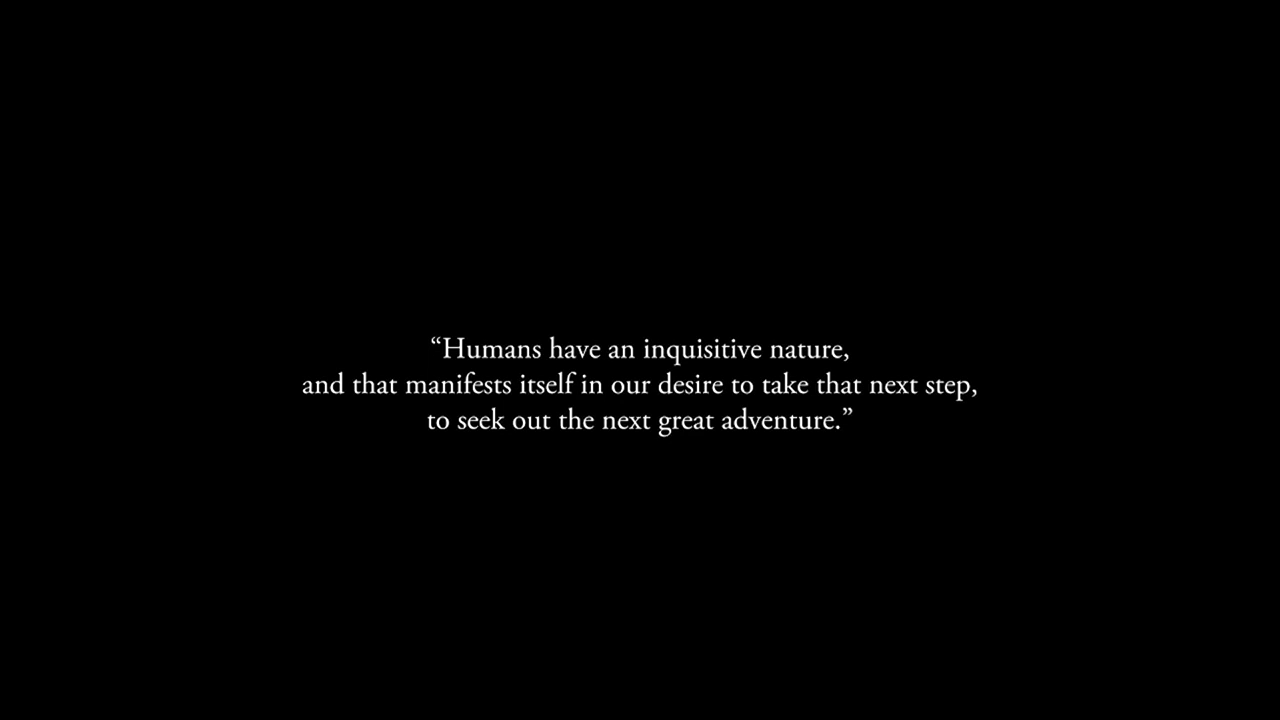 “Humans have an inquisitive nature,
and that manifests itself in our desire to take that next step,
to seek out the next great adventure.”